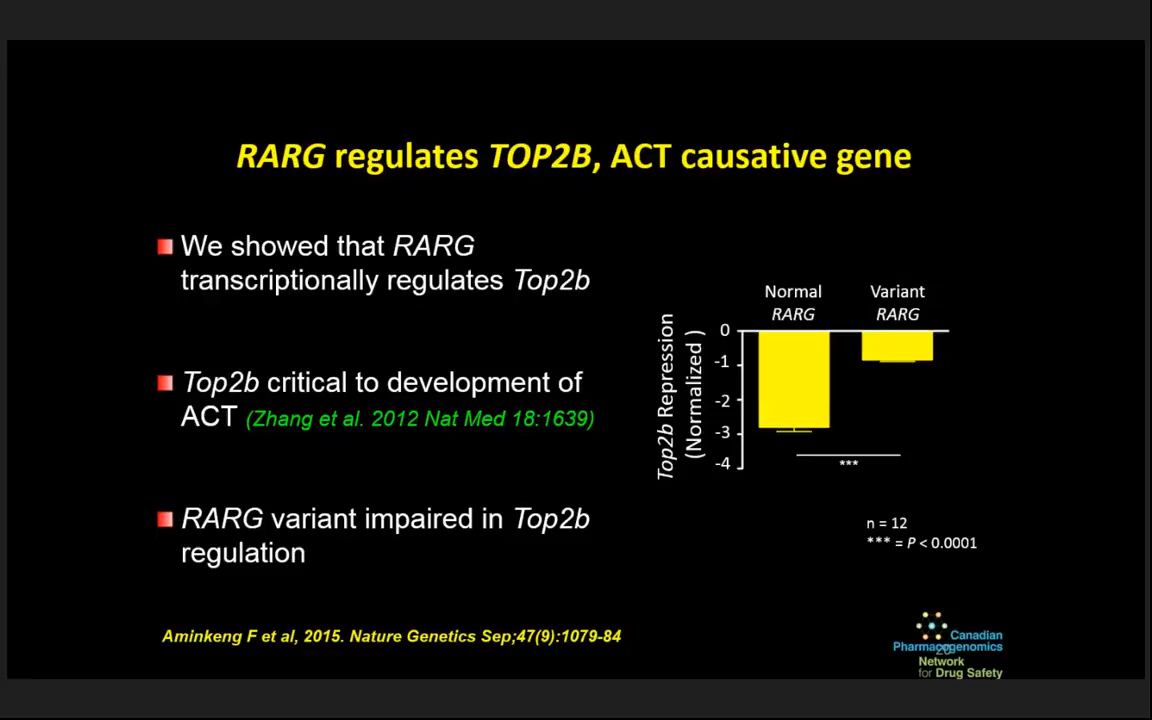 RARG regulates TOP2B, ACT causative gene
We showed that RARG
transcriptionally regulates Top2b
Top2b critical to development of
ACT (Zhang et al. 2012 Nat Med 18:1639)
RARG variant impaired in Top2b
regulation
Normal
RARG
Variant
RARG
Top2b Repression
(Normalized )
0
-1
-2
-3
-4
***
n = 12
*** = P < 0.0001
Aminkeng F et al, 2015. Nature Genetics Sep;47(9):1079-84
Canadian
Pharmacogenomics
20
Network
for Drug Safety